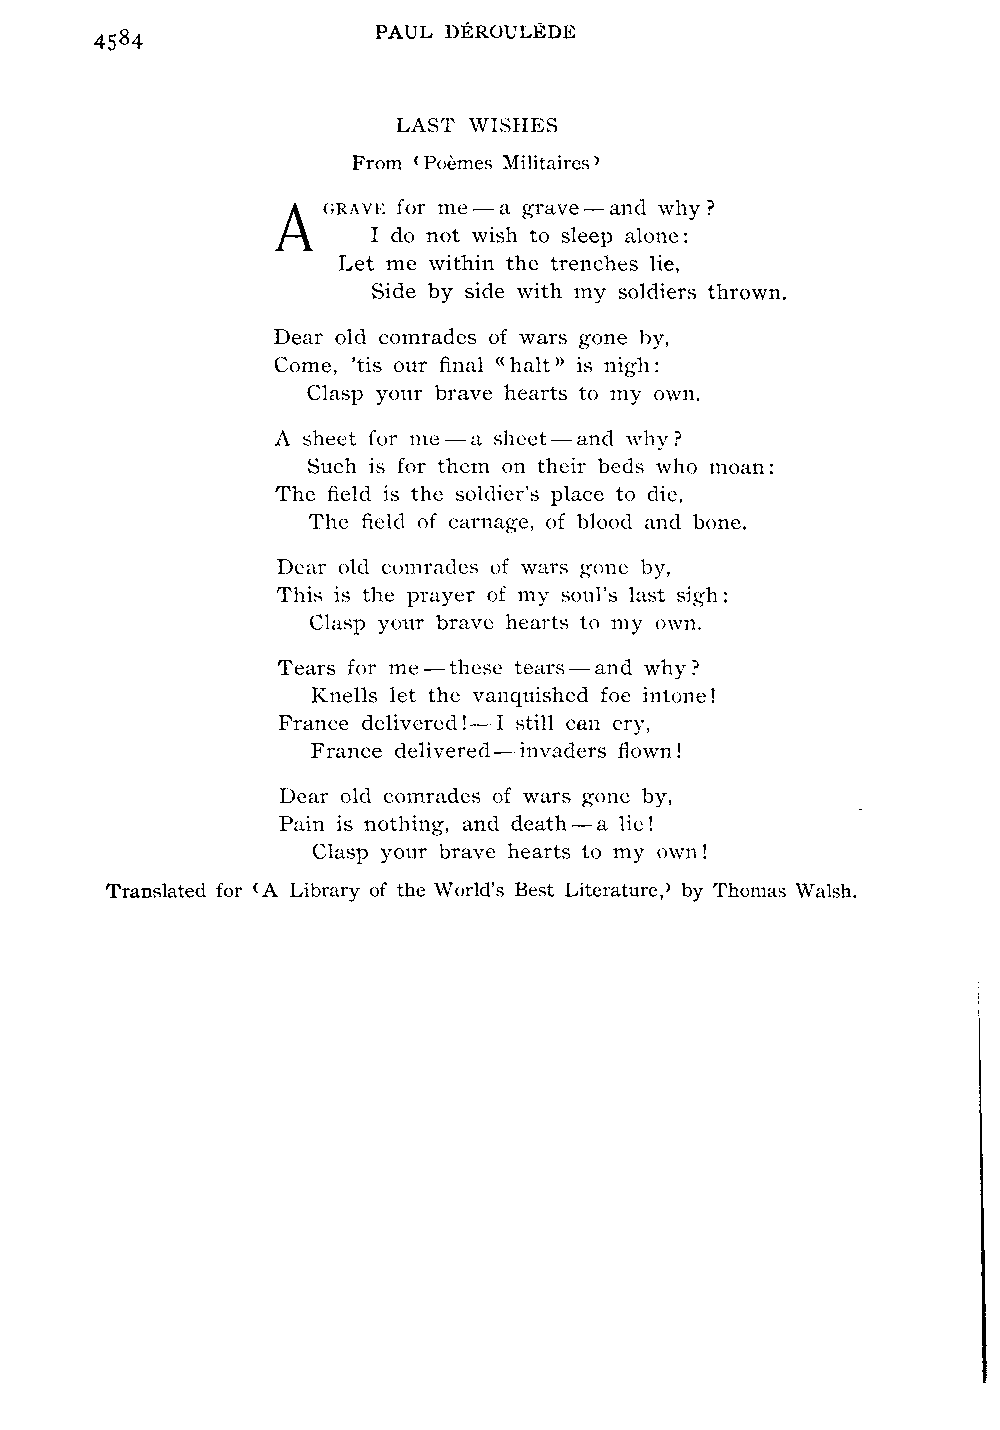 4584
PAUL DÉROULÈDE
LAST WISHES
From ‹Poèmes Militaires›
A GRAVE for me — a grave — and why?
I do not wish to sleep alone:
Let me within the trenches lie,
Side by side with my soldiers thrown.
Dear old comrades of wars gone by,
Come, 'tis our final «halt» is nigh:
Clasp your brave hearts to my own.
A sheet for me — a sheet — and why?
Such is for them on their beds who moan:
The field is the soldier's place to die,
The field of carnage, of blood and bone.
Dear old comrades of wars gone by,
This is the prayer of my soul's last sigh:
Clasp your brave hearts to my own.
Tears for me — these tears — and why?
Knells let the vanquished foe intone!
France delivered! — I still can cry,
France delivered — invaders flown!
Dear old comrades of wars gone by,
Pain is nothing, and death — a lie!
Clasp your brave hearts to my own!
Translated for ‹A Library of the World's Best Literature,› by Thomas Walsh.